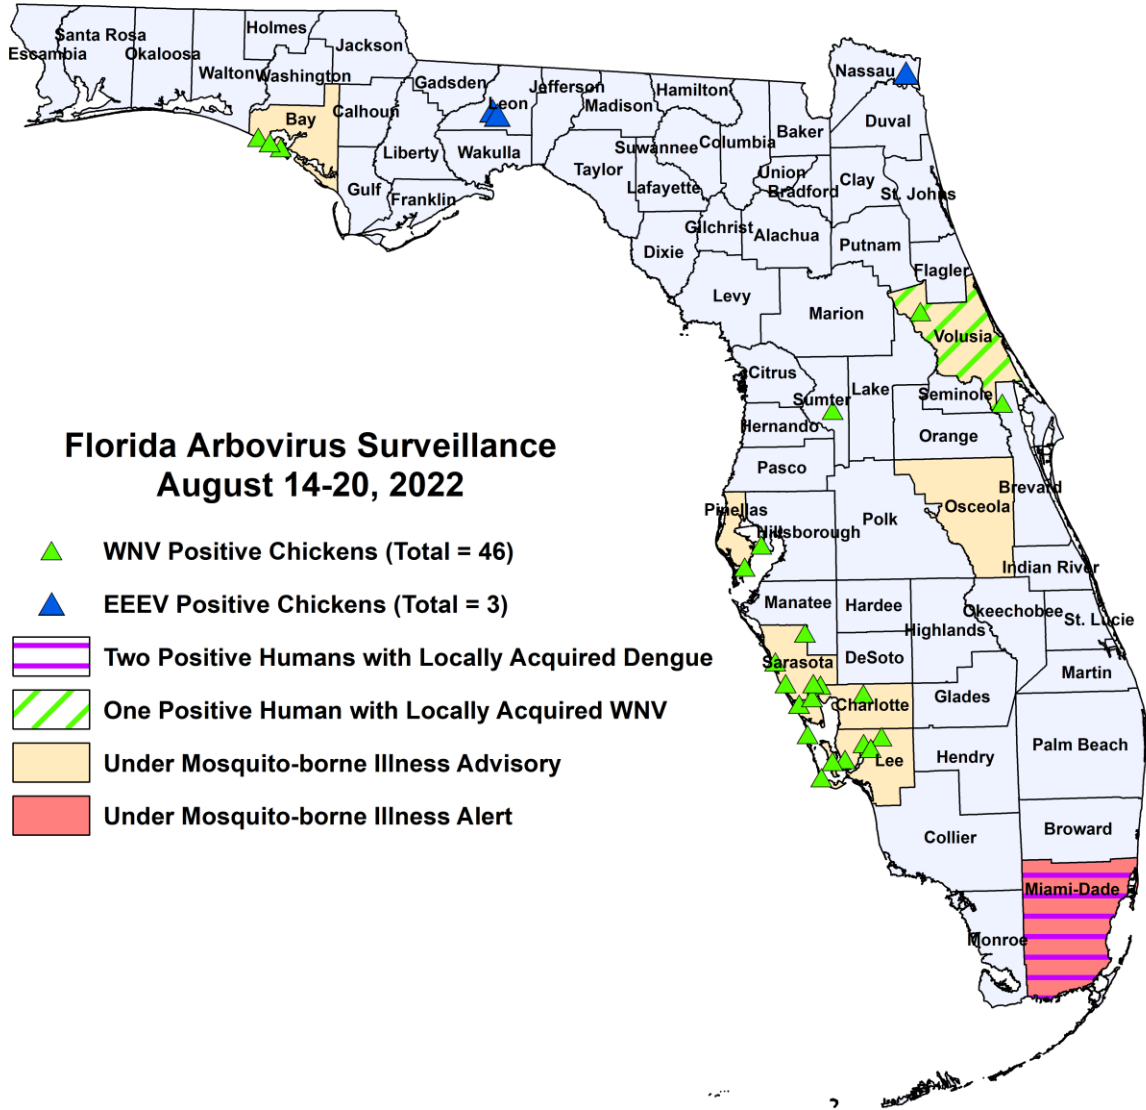 Holmes
Santa Rosa
Jackson
Escambia
Okaloosa
Walton
Washington
Gadsden
Nassau
Leon
Jefferson
Madison
Hamilton
Bay
Calhoun
Duval
Baker
Columbia
Suwannee
Liberty
Wakulla
Taylor
Union
Clay
Lafayette
Bradford
St. Johns
Gulf
Franklin
Gilchrist
Alachua
Putnam
Dixie
Flagler
Levy
Marion
Volusia
Citrus
Lake
Seminole
Sumter
Hernando
Orange
Florida Arbovirus Surveillance
August 14-20, 2022
Pasco
Brevard
Pinellas
Osceola
Polk
Hillsborough
WNV Positive Chickens (Total = 46)
Indian River
EEEV Positive Chickens (Total = 3)
Manatee
Hardee
Okeechobee
St. Lucie
Highlands
Two Positive Humans with Locally Acquired Dengue
Sarasota
DeSoto
Martin
Glades
Charlotte
One Positive Human with Locally Acquired WNV
Palm Beach
Under Mosquito-borne Illness Advisory
Lee
Hendry
Under Mosquito-borne Illness Alert
Broward
Collier
Miami-Dade
Monroe